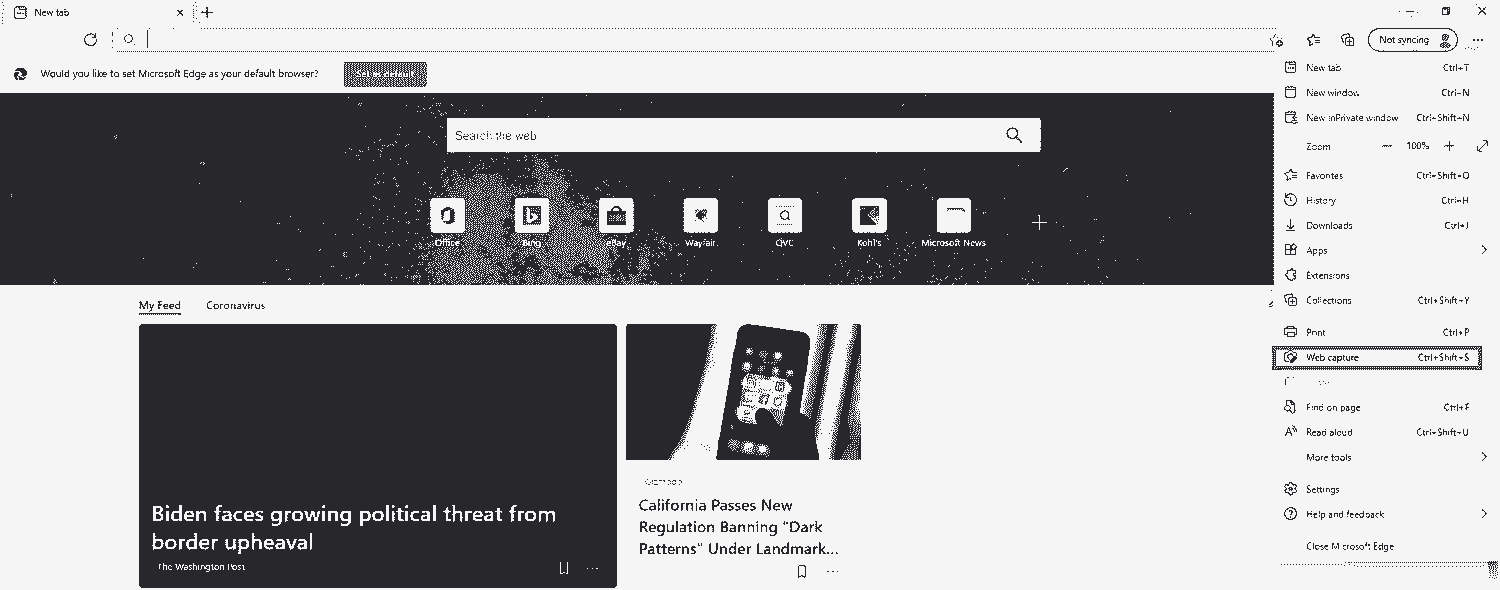 New tab
Not syncing
Would you like to set Microsoft Edge as your default browser?
Set as default
New tab Ctrl+T
New window Ctrl+N
New InPrivate window Ctrl+Shift+N
Zoom 100%
Favorites Ctrl+Shift+O
History Ctrl+H
Downloads Ctrl+J
Apps
Extensions
Collections Ctrl+Shift+Y
Print Ctrl+P
Web capture Ctrl+Shift+S
Find on page Ctrl+F
Read aloud Ctrl+Shift+U
More tools
Settings
Help and feedback
Close Microsoft Edge
Search the web
Office
Bing
eBay
Wayfair
QVC
Kohl's
Microsoft News
My Feed
Coronavirus
Biden faces growing political threat from
border upheaval
The Washington Post
Gizmodo
California Passes New
Regulation Banning "Dark
Patterns" Under Landmark...